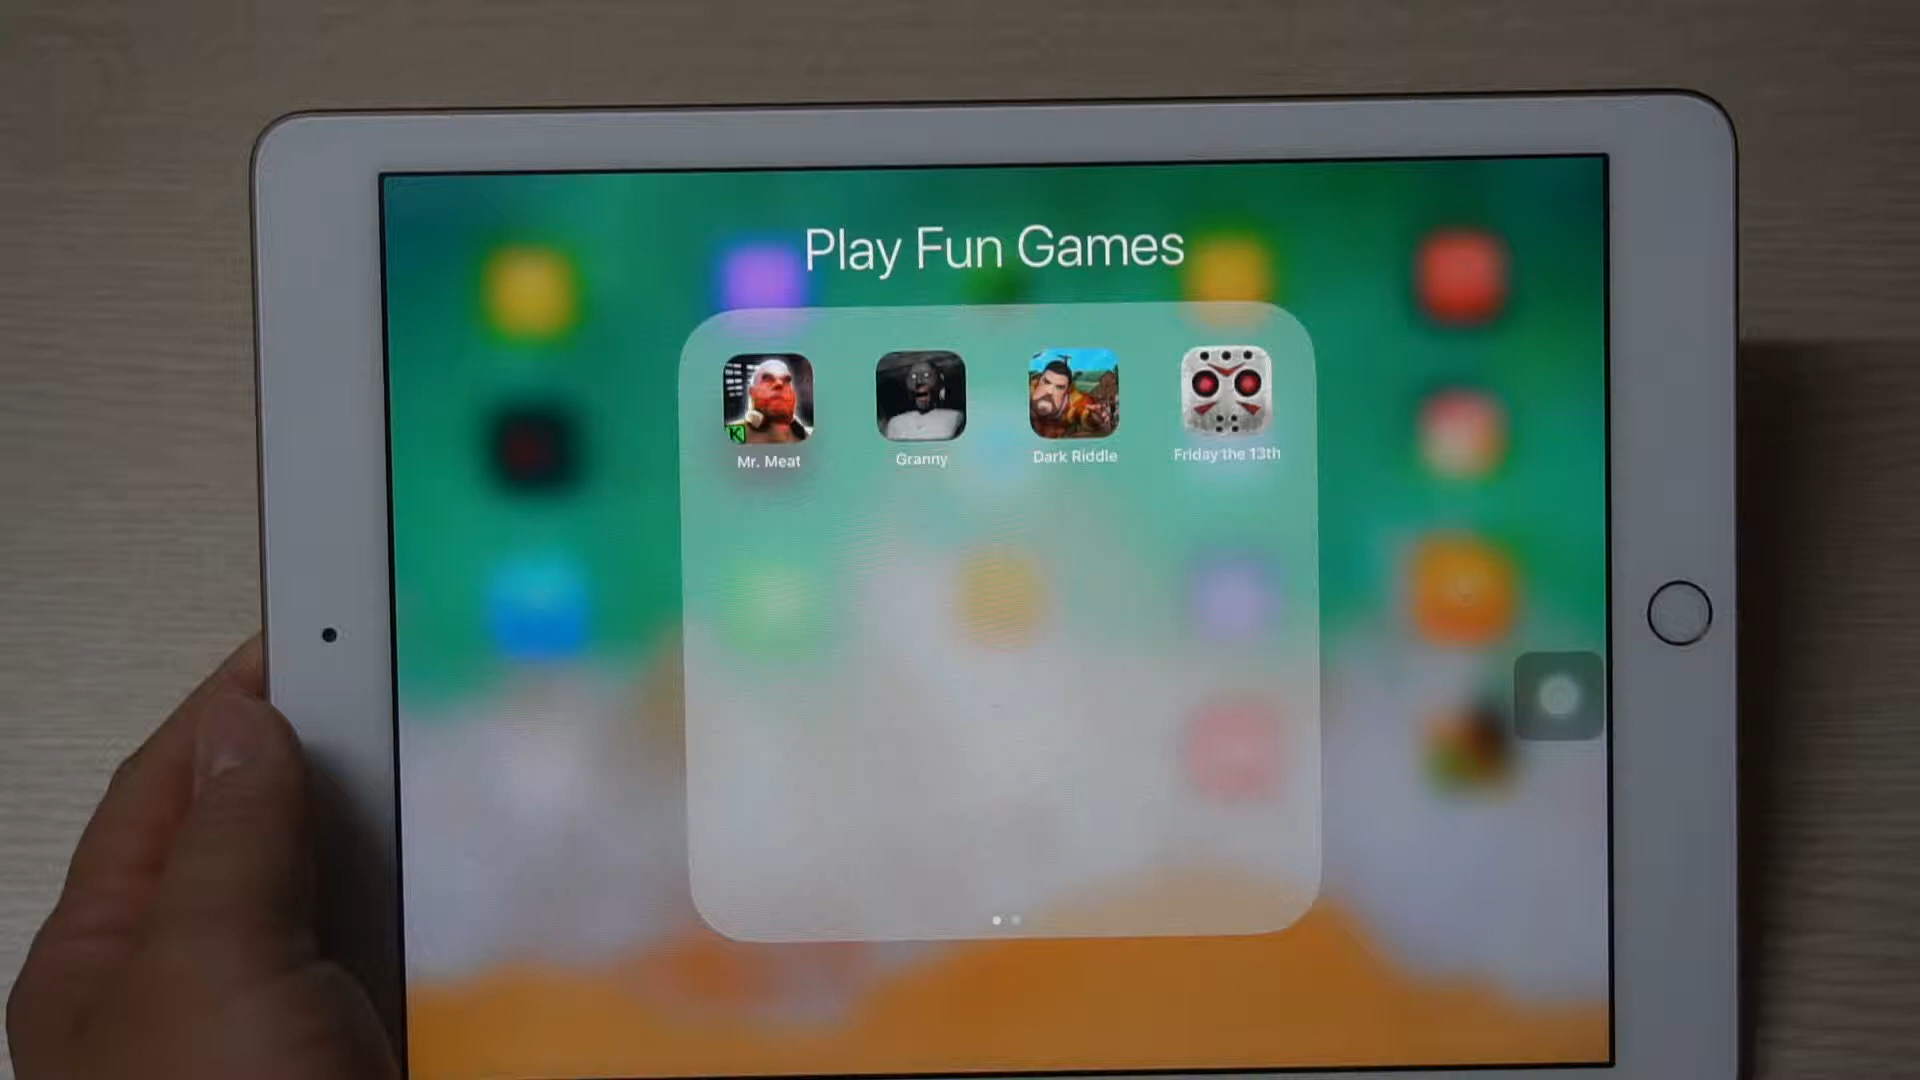 Play Fun Games
Mr. Meat
Granny
Dark Riddle
Friday the 13th
K